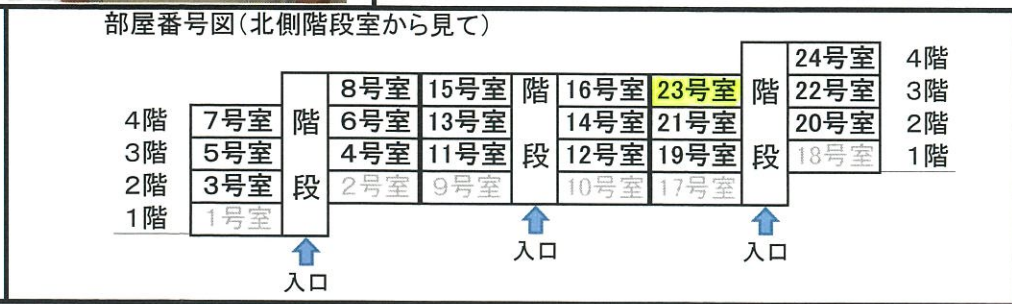 部屋番号図(北側階段室から見て)
24号室 4階
8号室 15号室 階 16号室 23号室 階 22号室 3階
4階 7号室 階 6号室 13号室 14号室 21号室 20号室 2階
3階 5号室 4号室 11号室 段 12号室 19号室 段 18号室 1階
2階 3号室 段 2号室 9号室 10号室 17号室
1階 1号室
入口 入口
入口